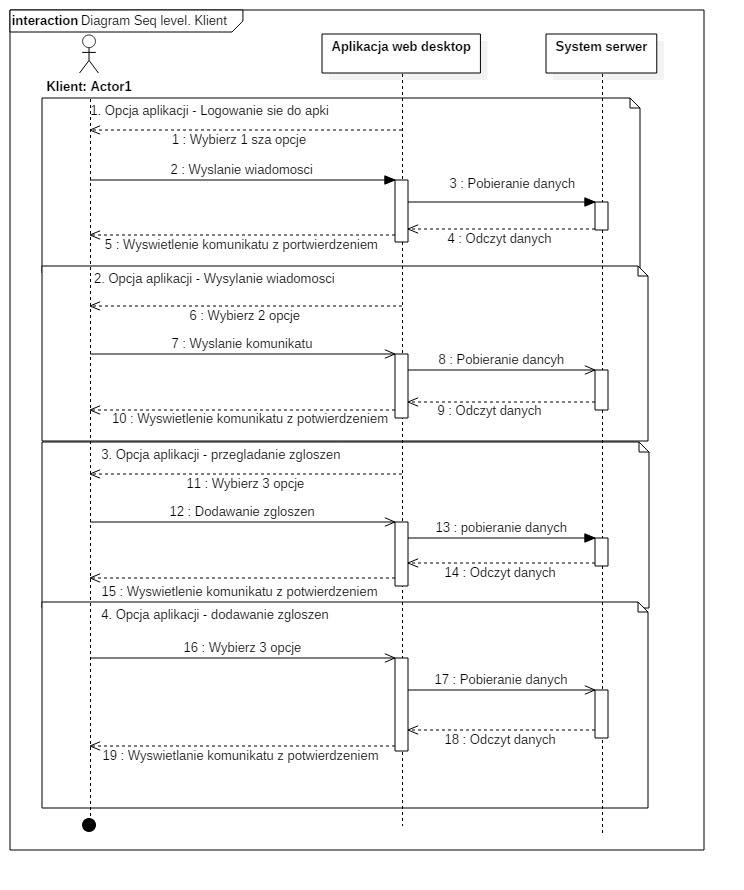 interaction Diagram Seq level. Klient
Aplikacja web desktop
System serwer
Klient: Actor1
1. Opcja aplikacji - Logowanie sie do apki
1 : Wybierz 1 sza opcje
2 : Wyslanie wiadomosci
3 : Pobieranie danych
4 : Odczyt danych
5 : Wyswietlenie komunikatu z portwierdzeniem
2. Opcja aplikacji - Wysylanie wiadomosci
6 : Wybierz 2 opcje
7 : Wyslanie komunikatu
8 : Pobieranie dancyh
9 : Odczyt danych
10 : Wyswietlenie komunikatu z potwierdzeniem
3. Opcja aplikacji - przegladanie zgloszen
11 : Wybierz 3 opcje
12 : Dodawanie zgloszen
13 : pobieranie danych
14 : Odczyt danych
15 : Wyswietlenie komunikatu z potwierdzeniem
4. Opcja aplikacji - dodawanie zgloszen
16 : Wybierz 3 opcje
17 : Pobieranie danych
18 : Odczyt danych
19 : Wyswietlanie komunikatu z potwierdzeniem